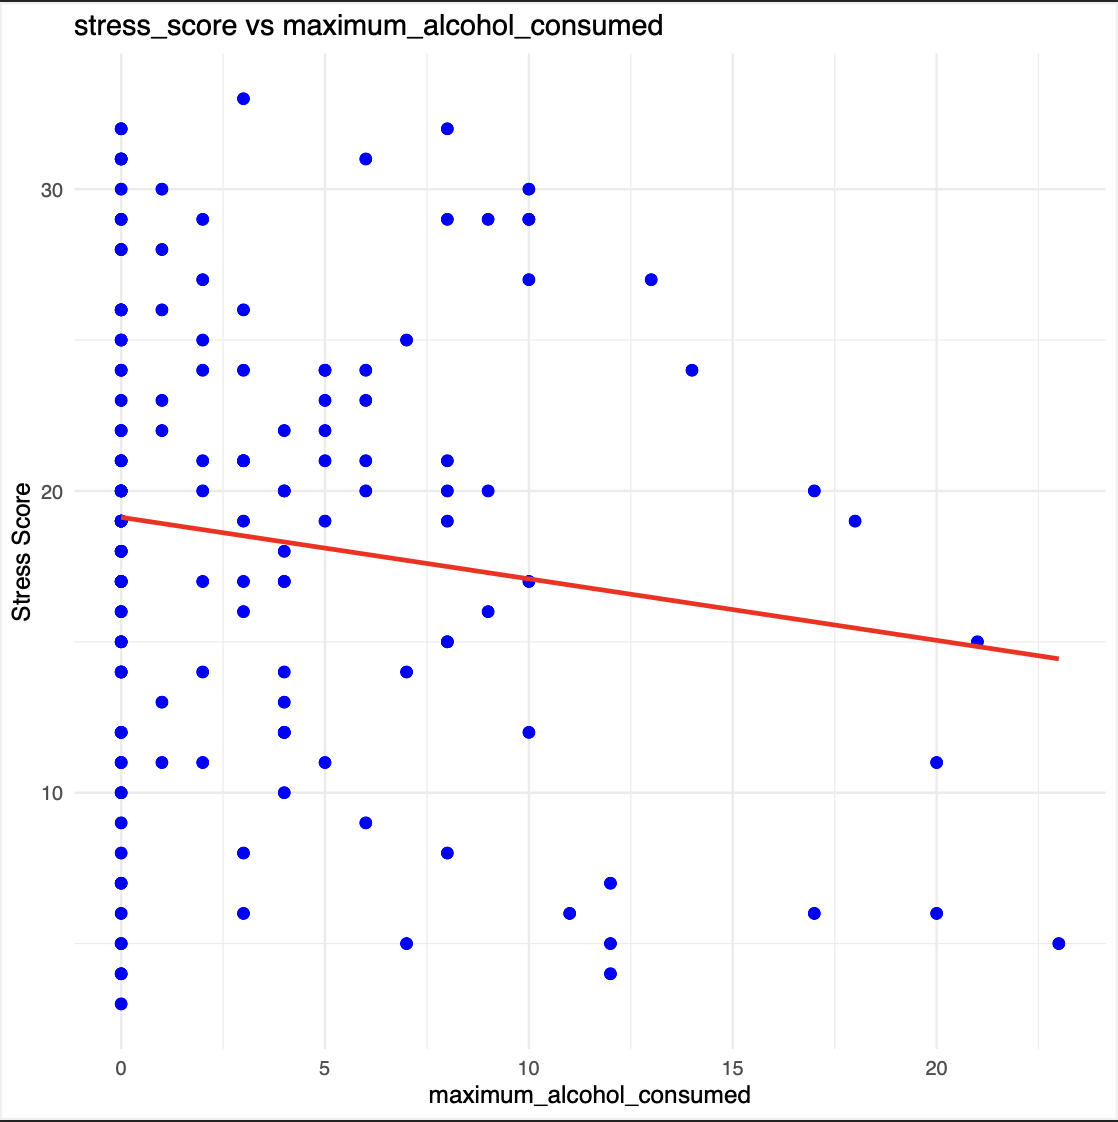 stress_score vs maximum_alcohol_consumed
30
20
10
Stress Score
0 5 10 15 20
maximum_alcohol_consumed